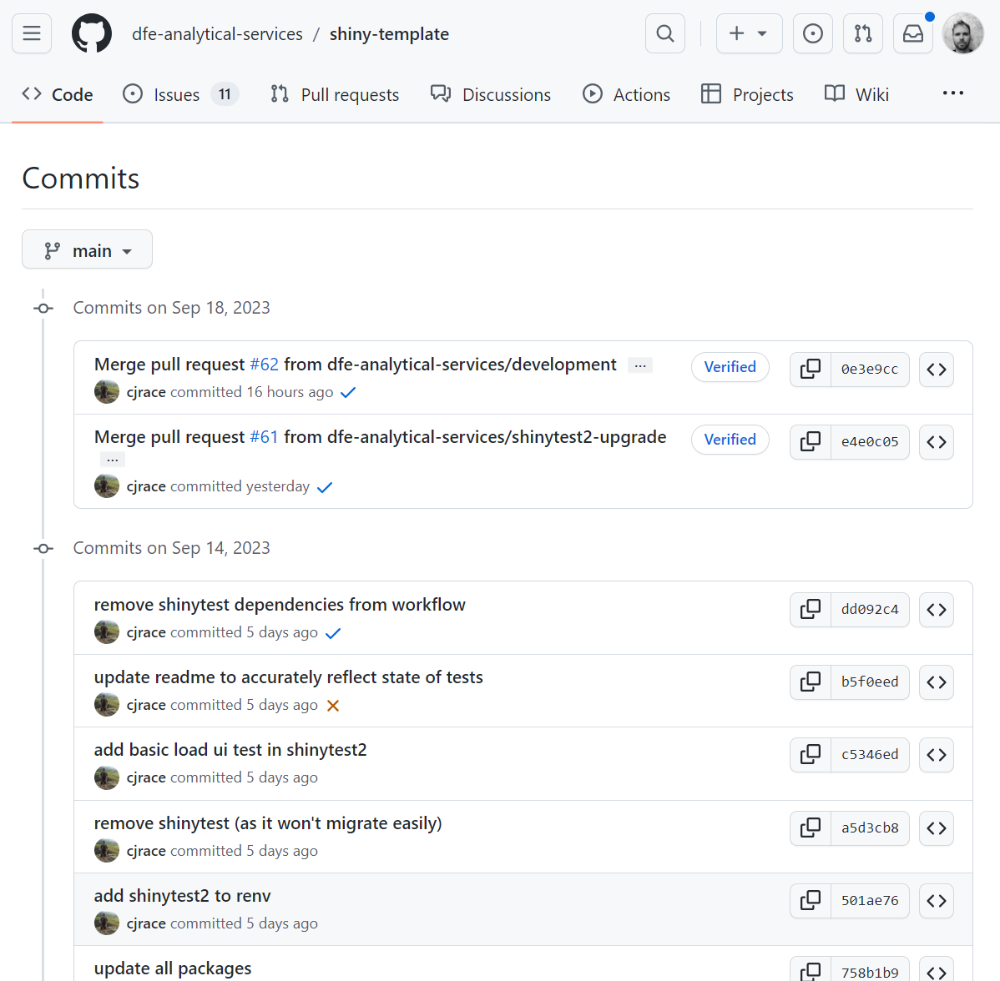 dfe-analytical-services / shiny-template
Code Issues 11 Pull requests Discussions Actions Projects Wiki ...
Commits
main
Commits on Sep 18, 2023
Merge pull request #62 from dfe-analytical-services/development ... Verified 0e3e9cc
cjrace committed 16 hours ago
Merge pull request #61 from dfe-analytical-services/shinytest2-upgrade Verified e4e0c05
...
cjrace committed yesterday
Commits on Sep 14, 2023
remove shinytest dependencies from workflow dd092c4
cjrace committed 5 days ago
update readme to accurately reflect state of tests b5f0eed
cjrace committed 5 days ago
add basic load ui test in shinytest2 c5346ed
cjrace committed 5 days ago
remove shinytest (as it won't migrate easily) a5d3cb8
cjrace committed 5 days ago
add shinytest2 to renv 501ae76
cjrace committed 5 days ago
update all packages 758b1b9